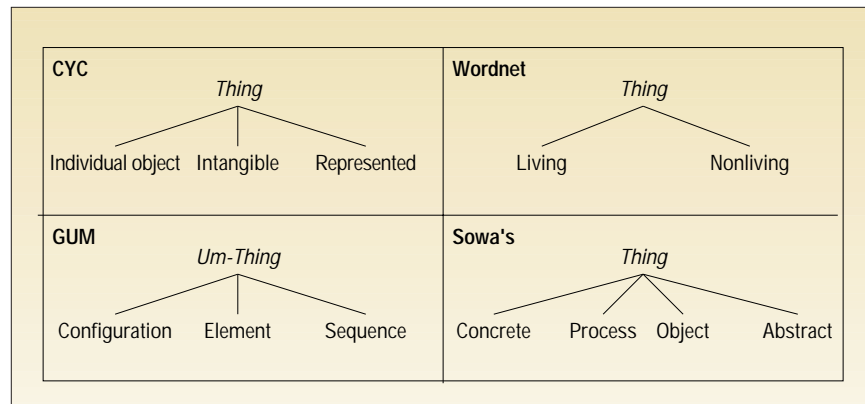 CYC
Thing
Individual object Intangible Represented
Wordnet
Thing
Living Nonliving
GUM
Um-Thing
Configuration Element Sequence
Sowa's
Thing
Concrete Process Object Abstract